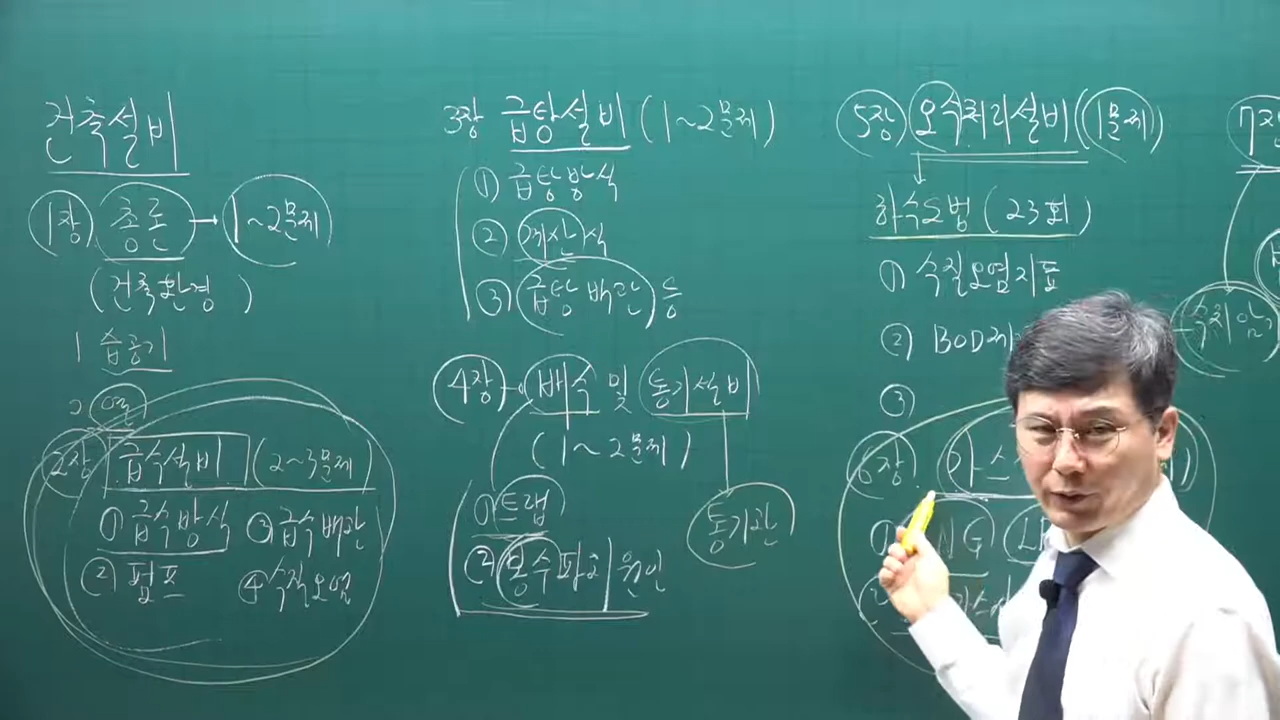 건축설비
1장 총론 → 1~2문제
(건축환경)
1 습공기
2 열
2장 급수설비 (2~3문제)
① 급수방식 ③ 급수배관
② 펌프 ④ 수질오염
3장 급탕설비 (1~2문제)
① 급탕방식
② 계산식
③ 급탕배관 등
4장 → 배수 및 통기설비
(1~2문제)
① 트랩
② 봉수파괴원인
통기관
5장 오수처리설비 (1문제)
하수도법 (23회)
① 수질오염지표
② BOD
③
6장
7장